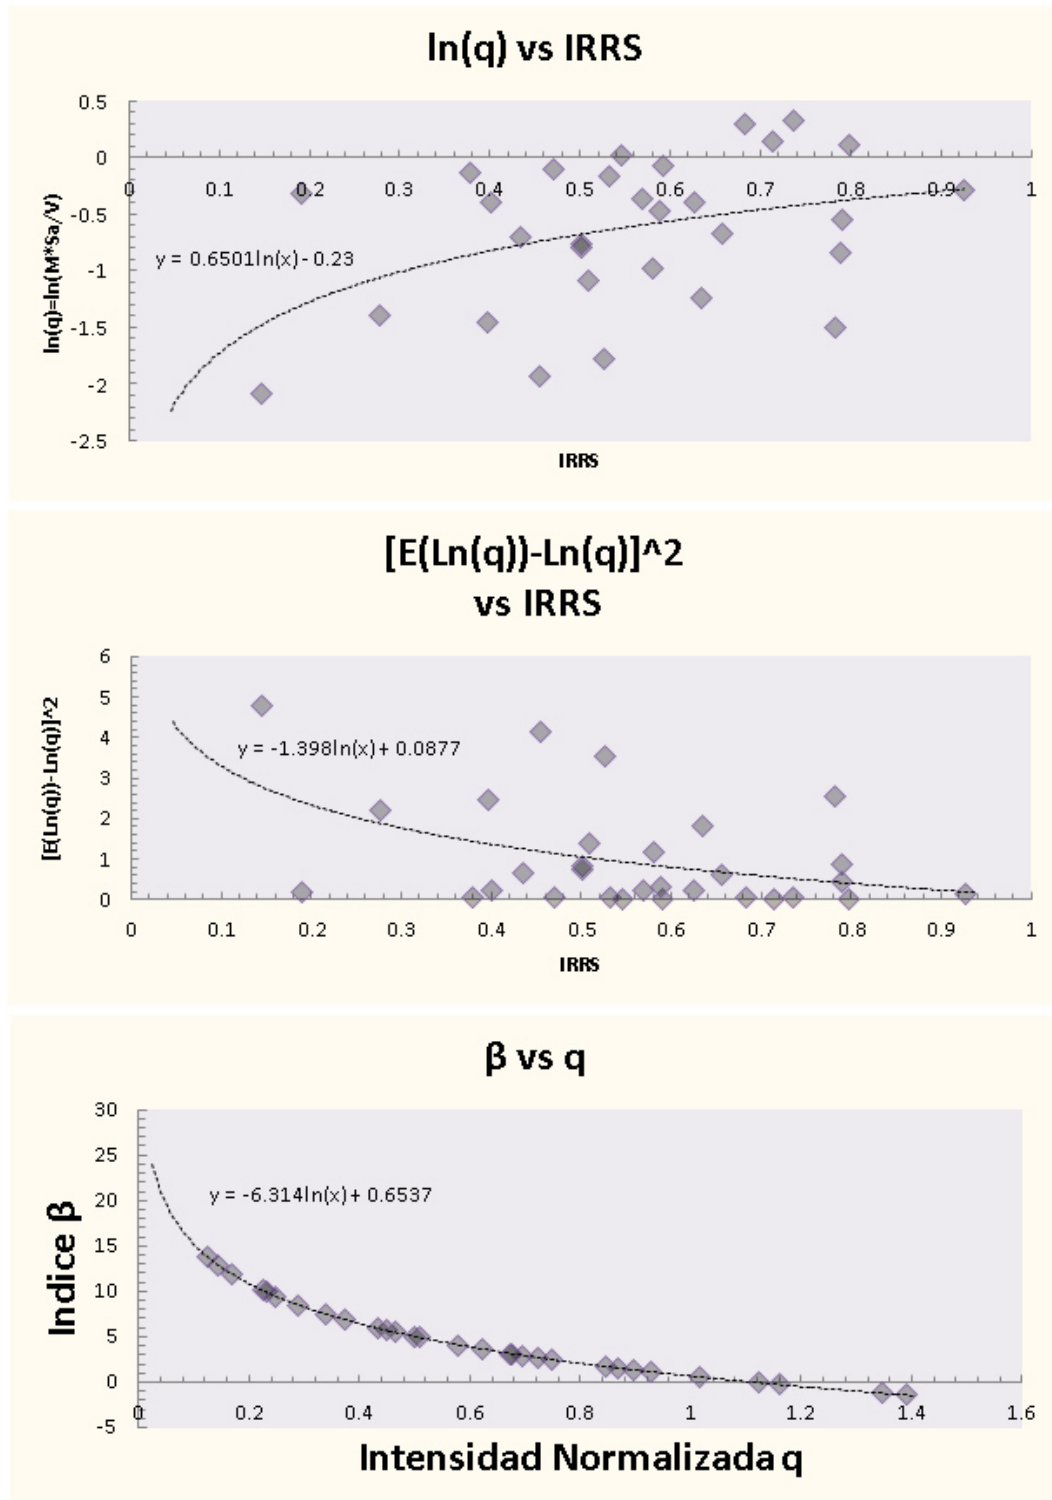 ln(q) vs IRRS
0.5
0
-0.5
-1
-1.5
-2
-2.5
0 0.1 0.2 0.3 0.4 0.5 0.6 0.7 0.8 0.9 1
ln(q)=ln(M*Sa/V)
y = 0.6501ln(x) - 0.23
IRRS
[E(Ln(q))-Ln(q)]^2
vs IRRS
6
5
4
3
2
1
0
[E(Ln(q))-Ln(q)]^2
y = -1.398ln(x) + 0.0877
0 0.1 0.2 0.3 0.4 0.5 0.6 0.7 0.8 0.9 1
IRRS
β vs q
30
25
20
15
10
5
0
-5
Indice β
y = -6.314ln(x) + 0.6537
0 0.2 0.4 0.6 0.8 1 1.2 1.4 1.6
Intensidad Normalizada q